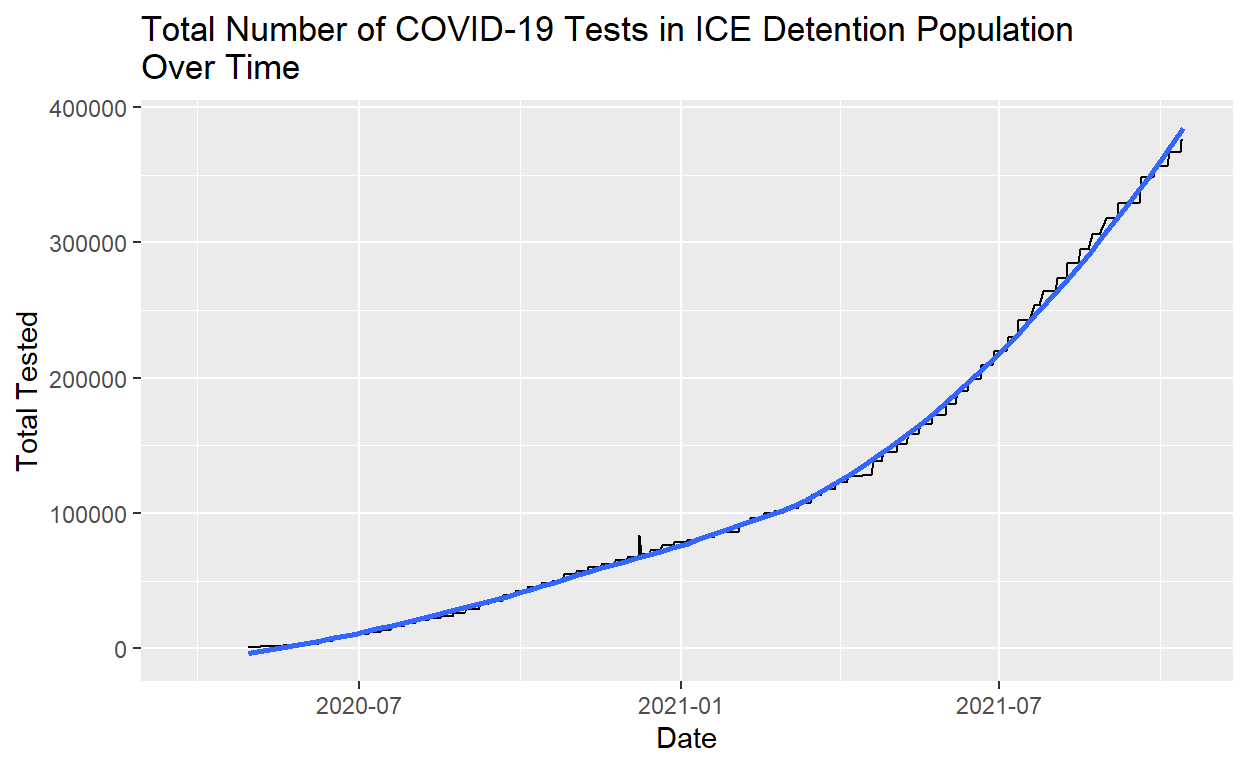 Total Number of COVID-19 Tests in ICE Detention Population
Over Time
400000
300000
200000
100000
0
Total Tested
2020-07
2021-01
2021-07
Date